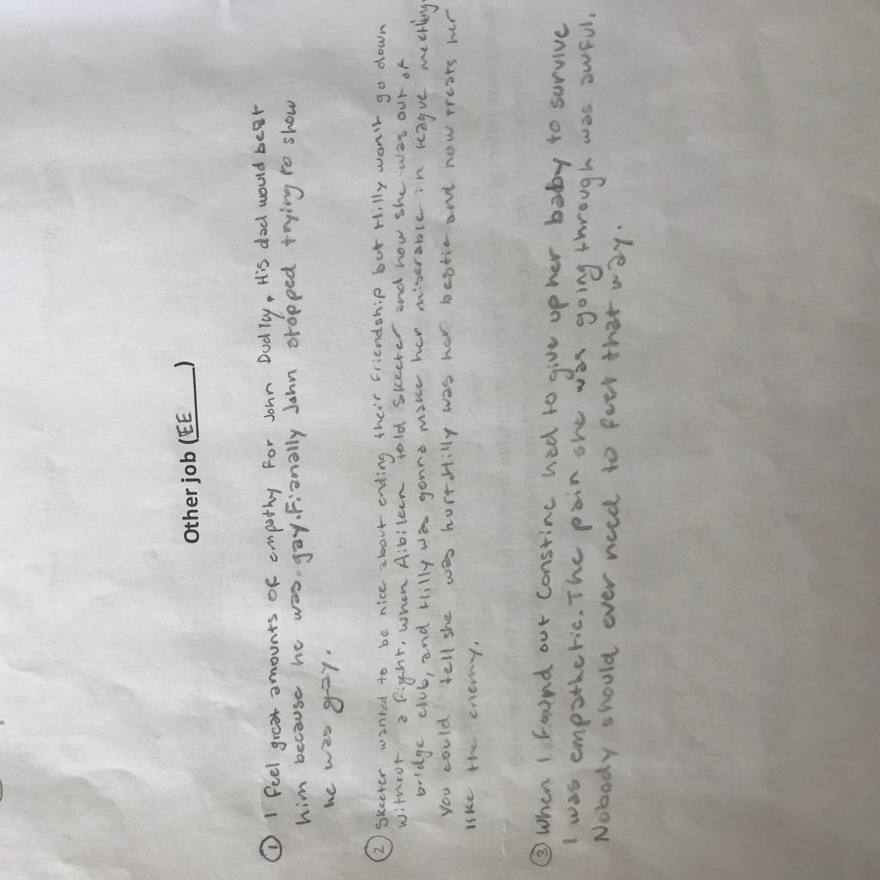 Other job (EE)
① I feel great amounts of empathy for John Dudley. His dad would beat
him because he was gay. Fianally John stopped trying to show
he was gay.
② Skeeter wanted to be nice about ending their friendship but Hilly won't go down
without a fight. When Aibileen told Skeeter and how she was out of
bridge club, and Hilly was gonna make her miserable in league meetings
you could tell she was hurt. Hilly was her bestie and now treats her
like the enemy.
③ When I found out Constine had to give up her baby to survive
I was empathetic. The pain she was going through was awful.
Nobody should ever need to feel that way.